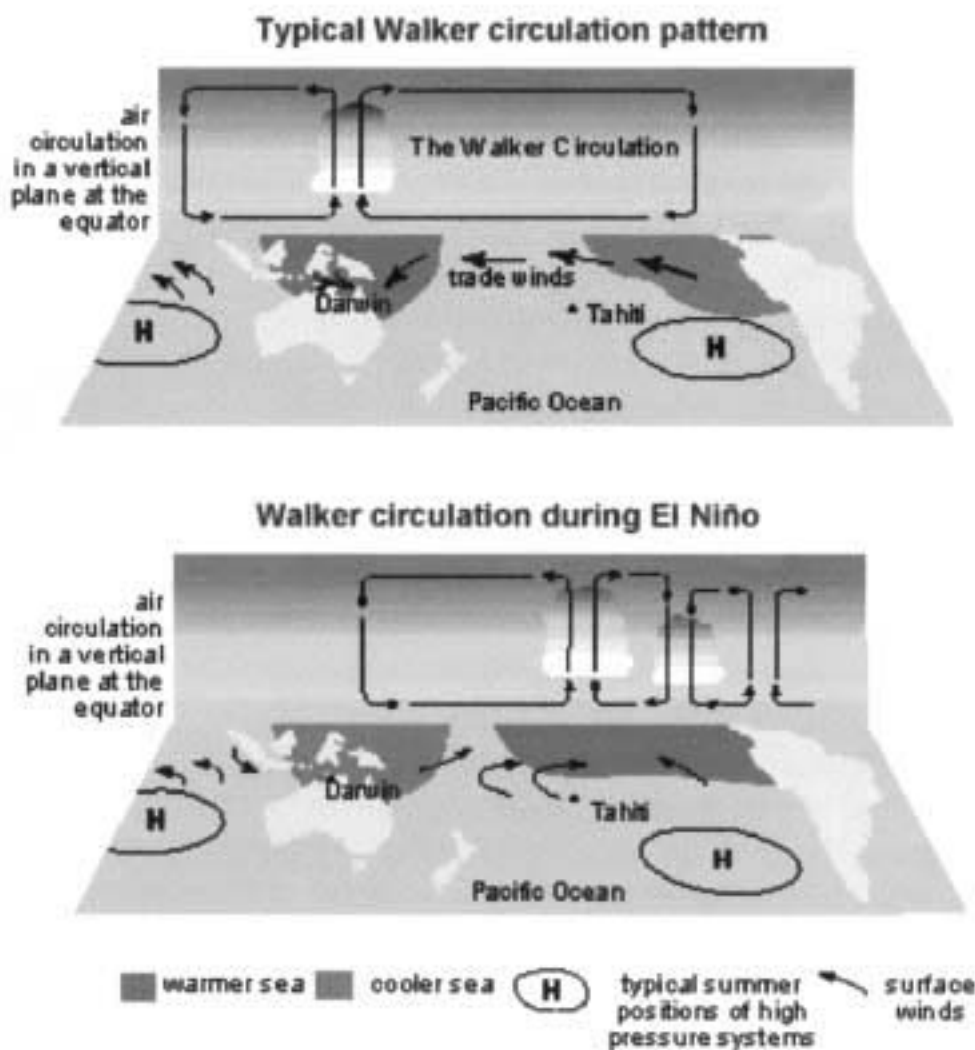 Typical Walker circulation pattern
air
circulation
in a vertical
plane at the
equator
The Walker Circulation
trade winds
Darwin
Tahiti
H
H
Pacific Ocean
Walker circulation during El Niño
air
circulation
in a vertical
plane at the
equator
Darwin
Tahiti
H
H
Pacific Ocean
warmer sea
cooler sea
H
typical summer
positions of high
pressure systems
surface
winds